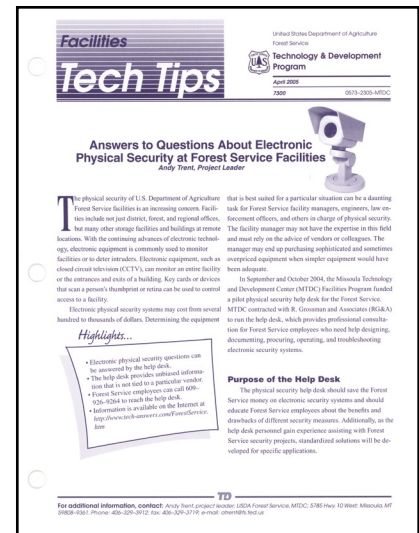 Facilities
Tech Tips
United States Department of Agriculture
Forest Service
Technology & Development
Program
April 2005
7300 0573–2305–MTDC
Answers to Questions About Electronic
Physical Security at Forest Service Facilities
Andy Trent, Project Leader
The physical security of U.S. Department of Agriculture
Forest Service facilities is an increasing concern. Facili-
ties include not just district, forest, and regional offices,
but many other storage facilities and buildings at remote
locations. With the continuing advances of electronic technol-
ogy, electronic equipment is commonly used to monitor
facilities or to deter intruders. Electronic equipment, such as
closed circuit television (CCTV), can monitor an entire facility
or the entrances and exits of a building. Key cards or devices
that scan a person's thumbprint or retina can be used to control
access to a facility.
Electronic physical security systems may cost from several
hundred to thousands of dollars. Determining the equipment
Highlights...
• Electronic physical security questions can
be answered by the help desk.
• The help desk provides unbiased informa-
tion that is not tied to a particular vendor.
• Forest Service employees can call 609–
926–9264 to reach the help desk.
• Information is available on the Internet at
http://www.tech-answers.com/ForestService.
htm
that is best suited for a particular situation can be a daunting
task for Forest Service facility managers, engineers, law en-
forcement officers, and others in charge of physical security.
The facility manager may not have the expertise in this field
and must rely on the advice of vendors or colleagues. The
manager may end up purchasing sophisticated and sometimes
overpriced equipment when simpler equipment would have
been adequate.
In September and October 2004, the Missoula Technology
and Development Center (MTDC) Facilities Program funded
a pilot physical security help desk for the Forest Service.
MTDC contracted with R. Grossman and Associates (RG&A)
to run the help desk, which provides professional consulta-
tion for Forest Service employees who need help designing,
documenting, procuring, operating, and troubleshooting
electronic security systems.
Purpose of the Help Desk
The physical security help desk should save the Forest
Service money on electronic security systems and should
educate Forest Service employees about the benefits and
drawbacks of different security measures. Additionally, as the
help desk personnel gain experience assisting with Forest
Service security projects, standardized solutions will be de-
veloped for specific applications.
TD
For additional information, contact: Andy Trent, project leader; USDA Forest Service, MTDC; 5785 Hwy. 10 West; Missoula, MT
59808–9361. Phone: 406–329–3912; fax: 406–329–3719; e-mail: atrent@fs.fed.us